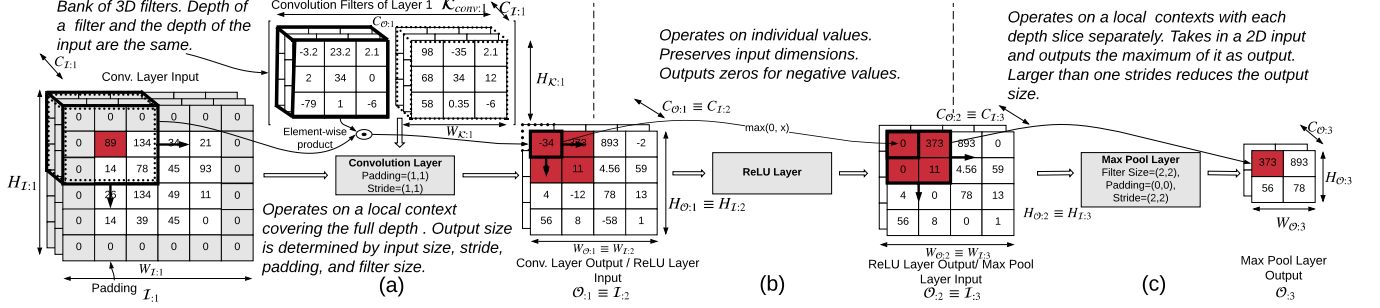 Bank of 3D filters. Depth of
a filter and the depth of the
input are the same.
Convolution Filters of Layer 1 𝒦conv:1
C𝒪:1
Cℐ:1
-3.2 23.2 2.1
2 34 0
-79 1 -6
98 -35 2.1
68 34 12
58 0.35 -6
H𝒦:1
W𝒦:1
Element-wise
product
Cℐ:1
Conv. Layer Input
0 0 0 0 0
0 89 134 34 21 0
0 14 78 45 93 0
0 26 134 49 11 0
0 14 39 45 0 0
0 0 0 0 0 0
Hℐ:1
Wℐ:1
Padding
ℐ:1
Convolution Layer
Padding=(1,1)
Stride=(1,1)
Operates on a local context
covering the full depth . Output size
is determined by input size, stride,
padding, and filter size.
(a)
-34 893 -2
11 4.56 59
4 -12 78 13
56 8 -58 1
C𝒪:1 ≡ Cℐ:2
H𝒪:1 ≡ Hℐ:2
W𝒪:1 ≡ Wℐ:2
Conv. Layer Output / ReLU Layer
Input
𝒪:1 ≡ ℐ:2
Operates on individual values.
Preserves input dimensions.
Outputs zeros for negative values.
max(0, x)
ReLU Layer
(b)
C𝒪:2 ≡ Cℐ:3
0 373 893 0
0 11 4.56 59
4 0 78 13
56 8 0 1
H𝒪:2 ≡ Hℐ:3
W𝒪:2 ≡ Wℐ:3
ReLU Layer Output/ Max Pool
Layer Input
𝒪:2 ≡ ℐ:3
Operates on a local contexts with each
depth slice separately. Takes in a 2D input
and outputs the maximum of it as output.
Larger than one strides reduces the output
size.
Max Pool Layer
Filter Size=(2,2),
Padding=(0,0),
Stride=(2,2)
(c)
C𝒪:3
373 893
56 78
H𝒪:3
W𝒪:3
Max Pool Layer
Output
𝒪:3